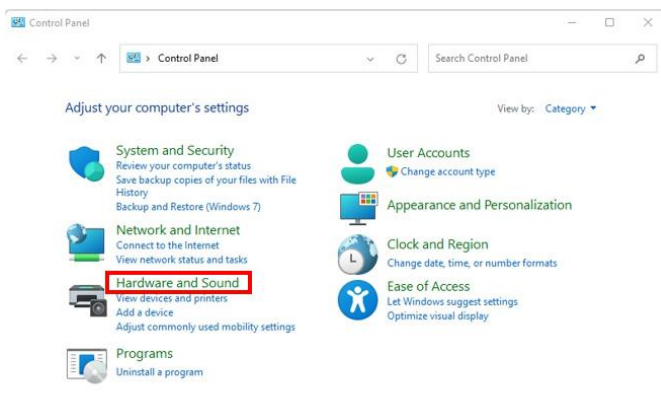 Control Panel
Control Panel
Search Control Panel
Adjust your computer's settings
View by: Category
System and Security
Review your computer's status
Save backup copies of your files with File
History
Backup and Restore (Windows 7)
Network and Internet
Connect to the Internet
View network status and tasks
Hardware and Sound
View devices and printers
Add a device
Adjust commonly used mobility settings
Programs
Uninstall a program
User Accounts
Change account type
Appearance and Personalization
Clock and Region
Change date, time, or number formats
Ease of Access
Let Windows suggest settings
Optimize visual display